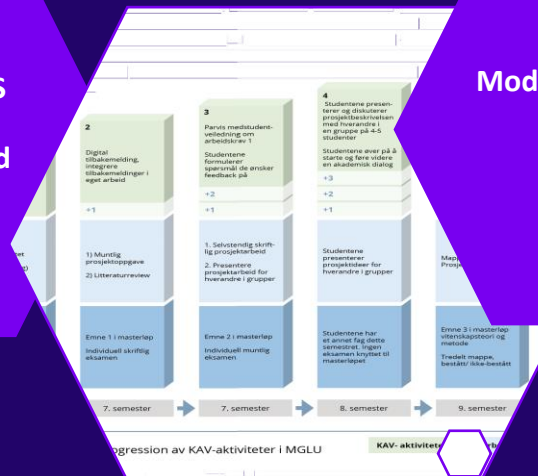 Mod
2
Digital
tilbakemelding,
integrere
tilbakemeldinger i
eget arbeid
+1
1) Muntlig
prosjektoppgave
2) Litteraturreview
Emne 1 i masterløp
Individuell skriftlig
eksamen
7. semester
3
Parvis medstudent-
veiledning om
arbeidskrav 1
Studentene
formulerer
spørsmål de ønsker
feedback på
+2
+1
1. Selvstendig skrift-
lig prosjektarbeid
2. Presentere
prosjektarbeid for
hverandre i grupper
Emne 2 i masterløp
Individuell muntlig
eksamen
7. semester
4
Studentene presen-
terer og diskuterer
prosjektbeskrivelsen
med hverandre i
en gruppe på 4-5
studenter
Studentene øver på å
starte og føre videre
en akademisk dialog
+3
+2
+1
Studentene
presenterer
prosjektideer for
hverandre i grupper
Studentene har
et annet fag dette
semestret. Ingen
eksamen knyttet til
masterløpet
8. semester
Emne 3 i masterløp
vitenskapsteori og
metode
Tredelt mappe,
bestått/ ikke-bestått
9. semester
ogression av KAV-aktiviteter i MGLU
KAV- aktivitete